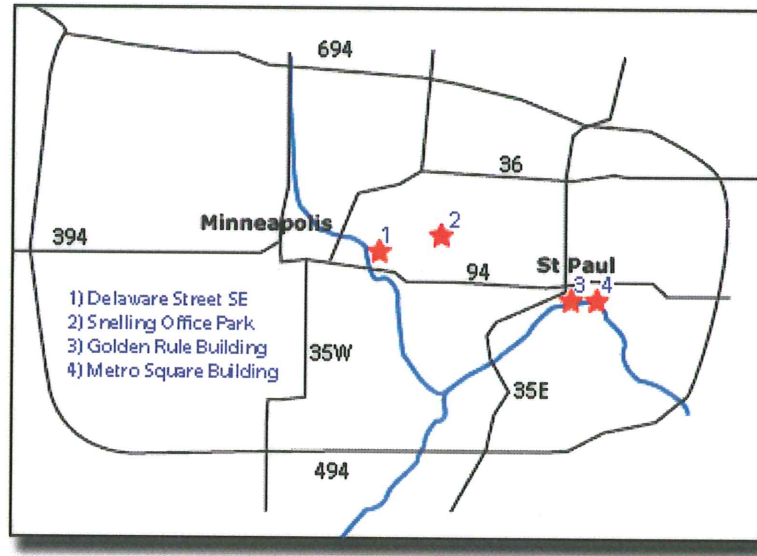 694
36
Minneapolis
1
2
394
94
St Paul
3 4
1) Delaware Street SE
2) Snelling Office Park
3) Golden Rule Building
4) Metro Square Building
35W
35E
494